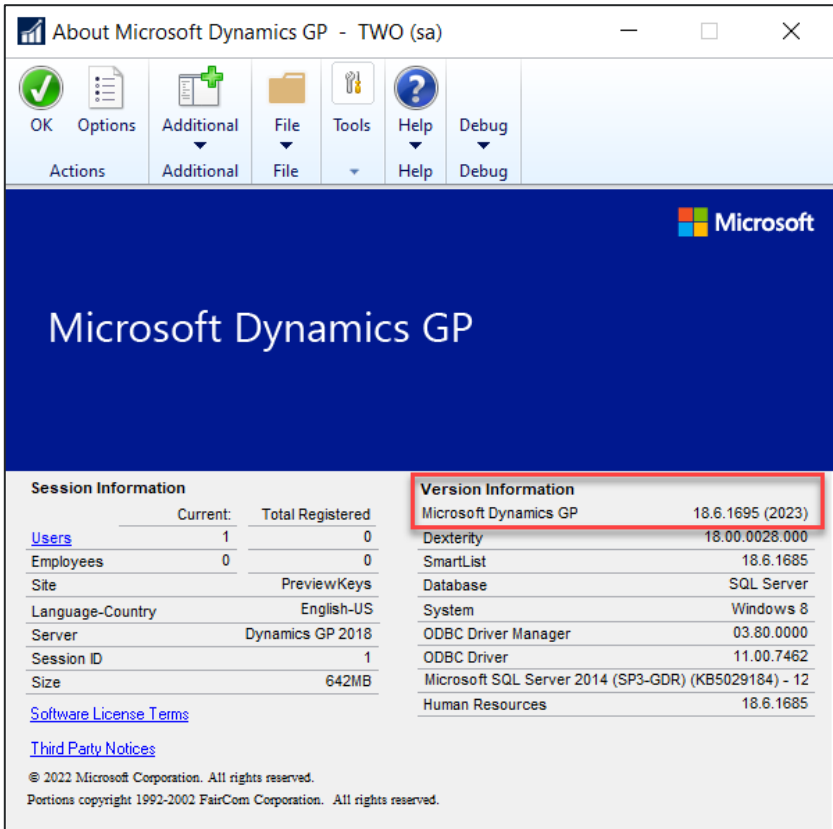 About Microsoft Dynamics GP - TWO (sa)
OK Options Additional File Tools Help Debug
Actions Additional File Help Debug
Microsoft
Microsoft Dynamics GP
Session Information
Current: Total Registered
Users 1 0
Employees 0 0
Site PreviewKeys
Language-Country English-US
Server Dynamics GP 2018
Session ID 1
Size 642MB
Software License Terms
Third Party Notices
© 2022 Microsoft Corporation. All rights reserved.
Portions copyright 1992-2002 FairCom Corporation. All rights reserved.
Version Information
Microsoft Dynamics GP 18.6.1695 (2023)
Dexterity 18.00.0028.000
SmartList 18.6.1685
Database SQL Server
System Windows 8
ODBC Driver Manager 03.80.0000
ODBC Driver 11.00.7462
Microsoft SQL Server 2014 (SP3-GDR) (KB5029184) - 12
Human Resources 18.6.1685